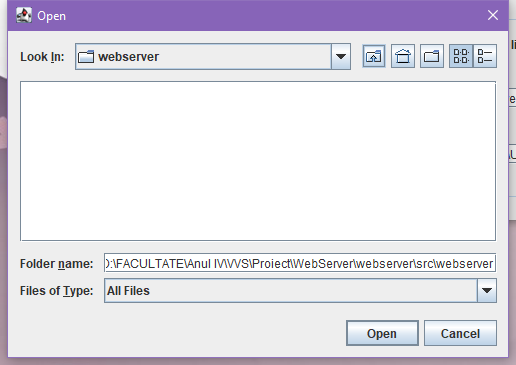 Open
Look In: webserver
Folder name: D:\FACULTATE\Anul IV\VVS\Proiect\WebServer\webserver\src\webserver
Files of Type: All Files
Open Cancel